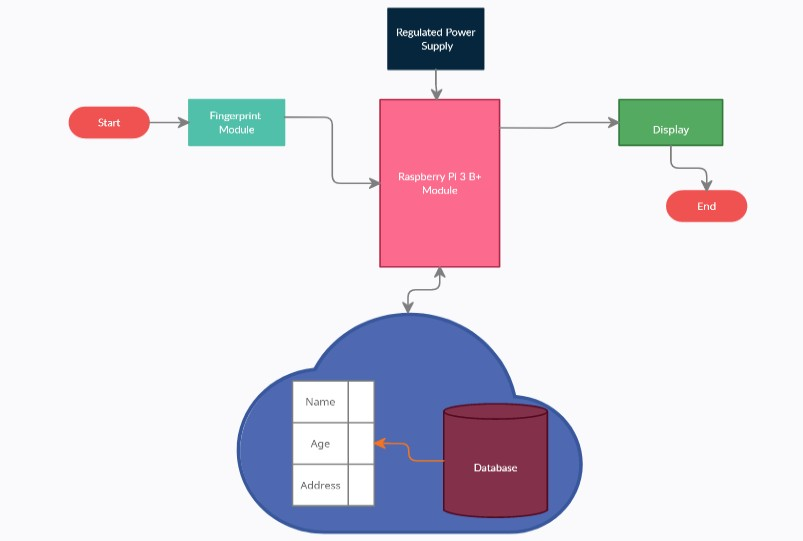 Regulated Power
Supply
Start
Fingerprint
Module
Raspberry Pi 3 B+
Module
Display
End
Name
Age
Address
Database